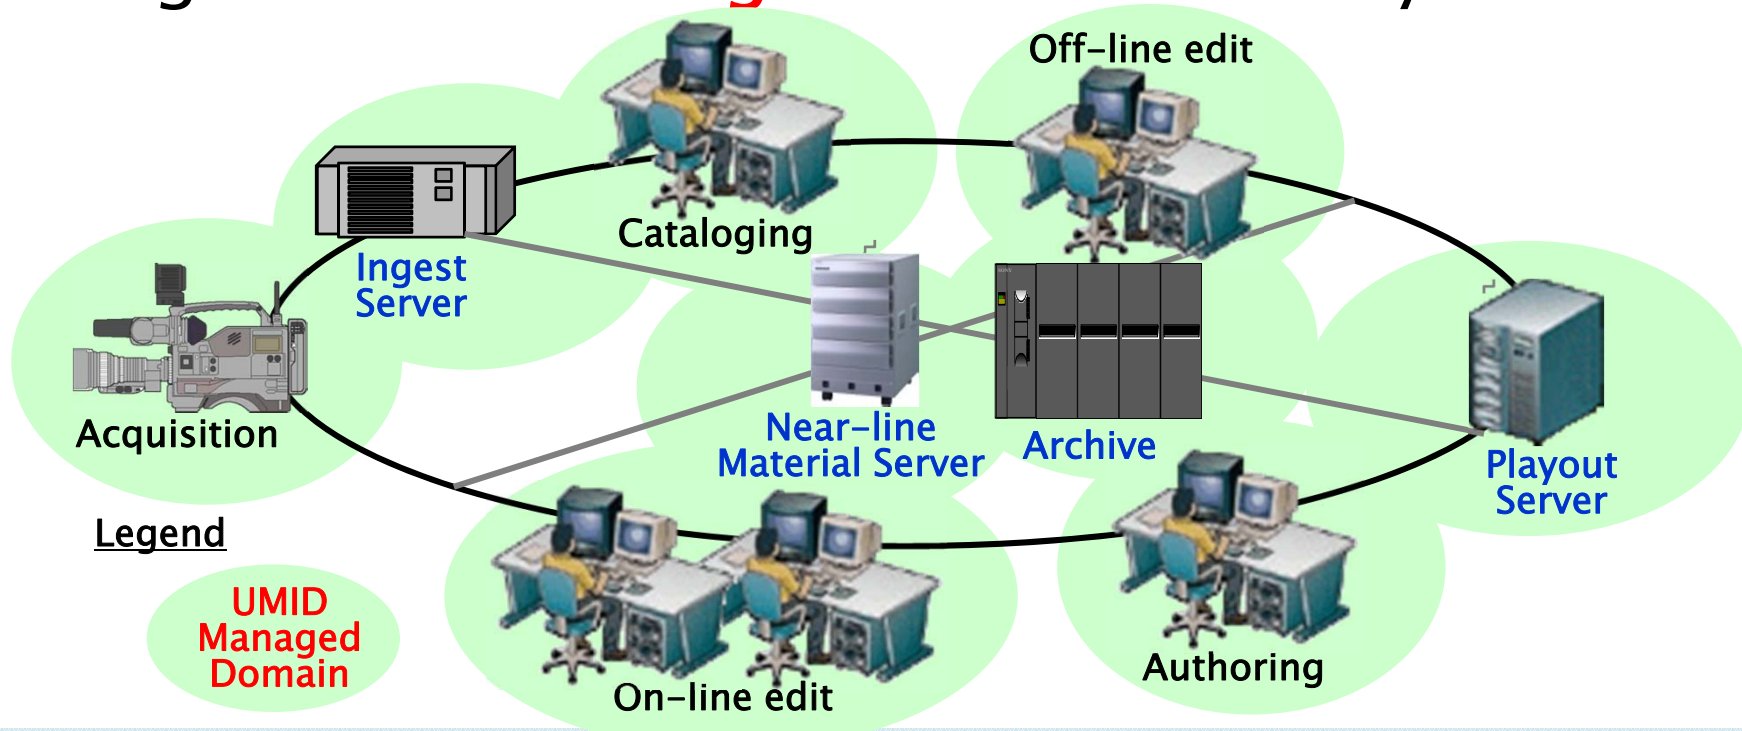 Off-line edit
Cataloging
Ingest
Server
Acquisition
Near-line
Material Server
Archive
Playout
Server
Legend
UMID
Managed
Domain
On-line edit
Authoring